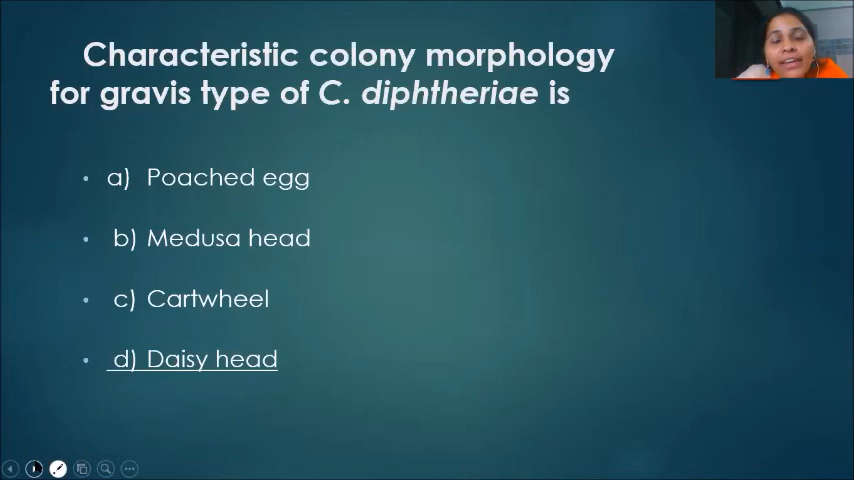 Characteristic colony morphology
for gravis type of C. diphtheriae is
• a) Poached egg
• b) Medusa head
• c) Cartwheel
• d) Daisy head